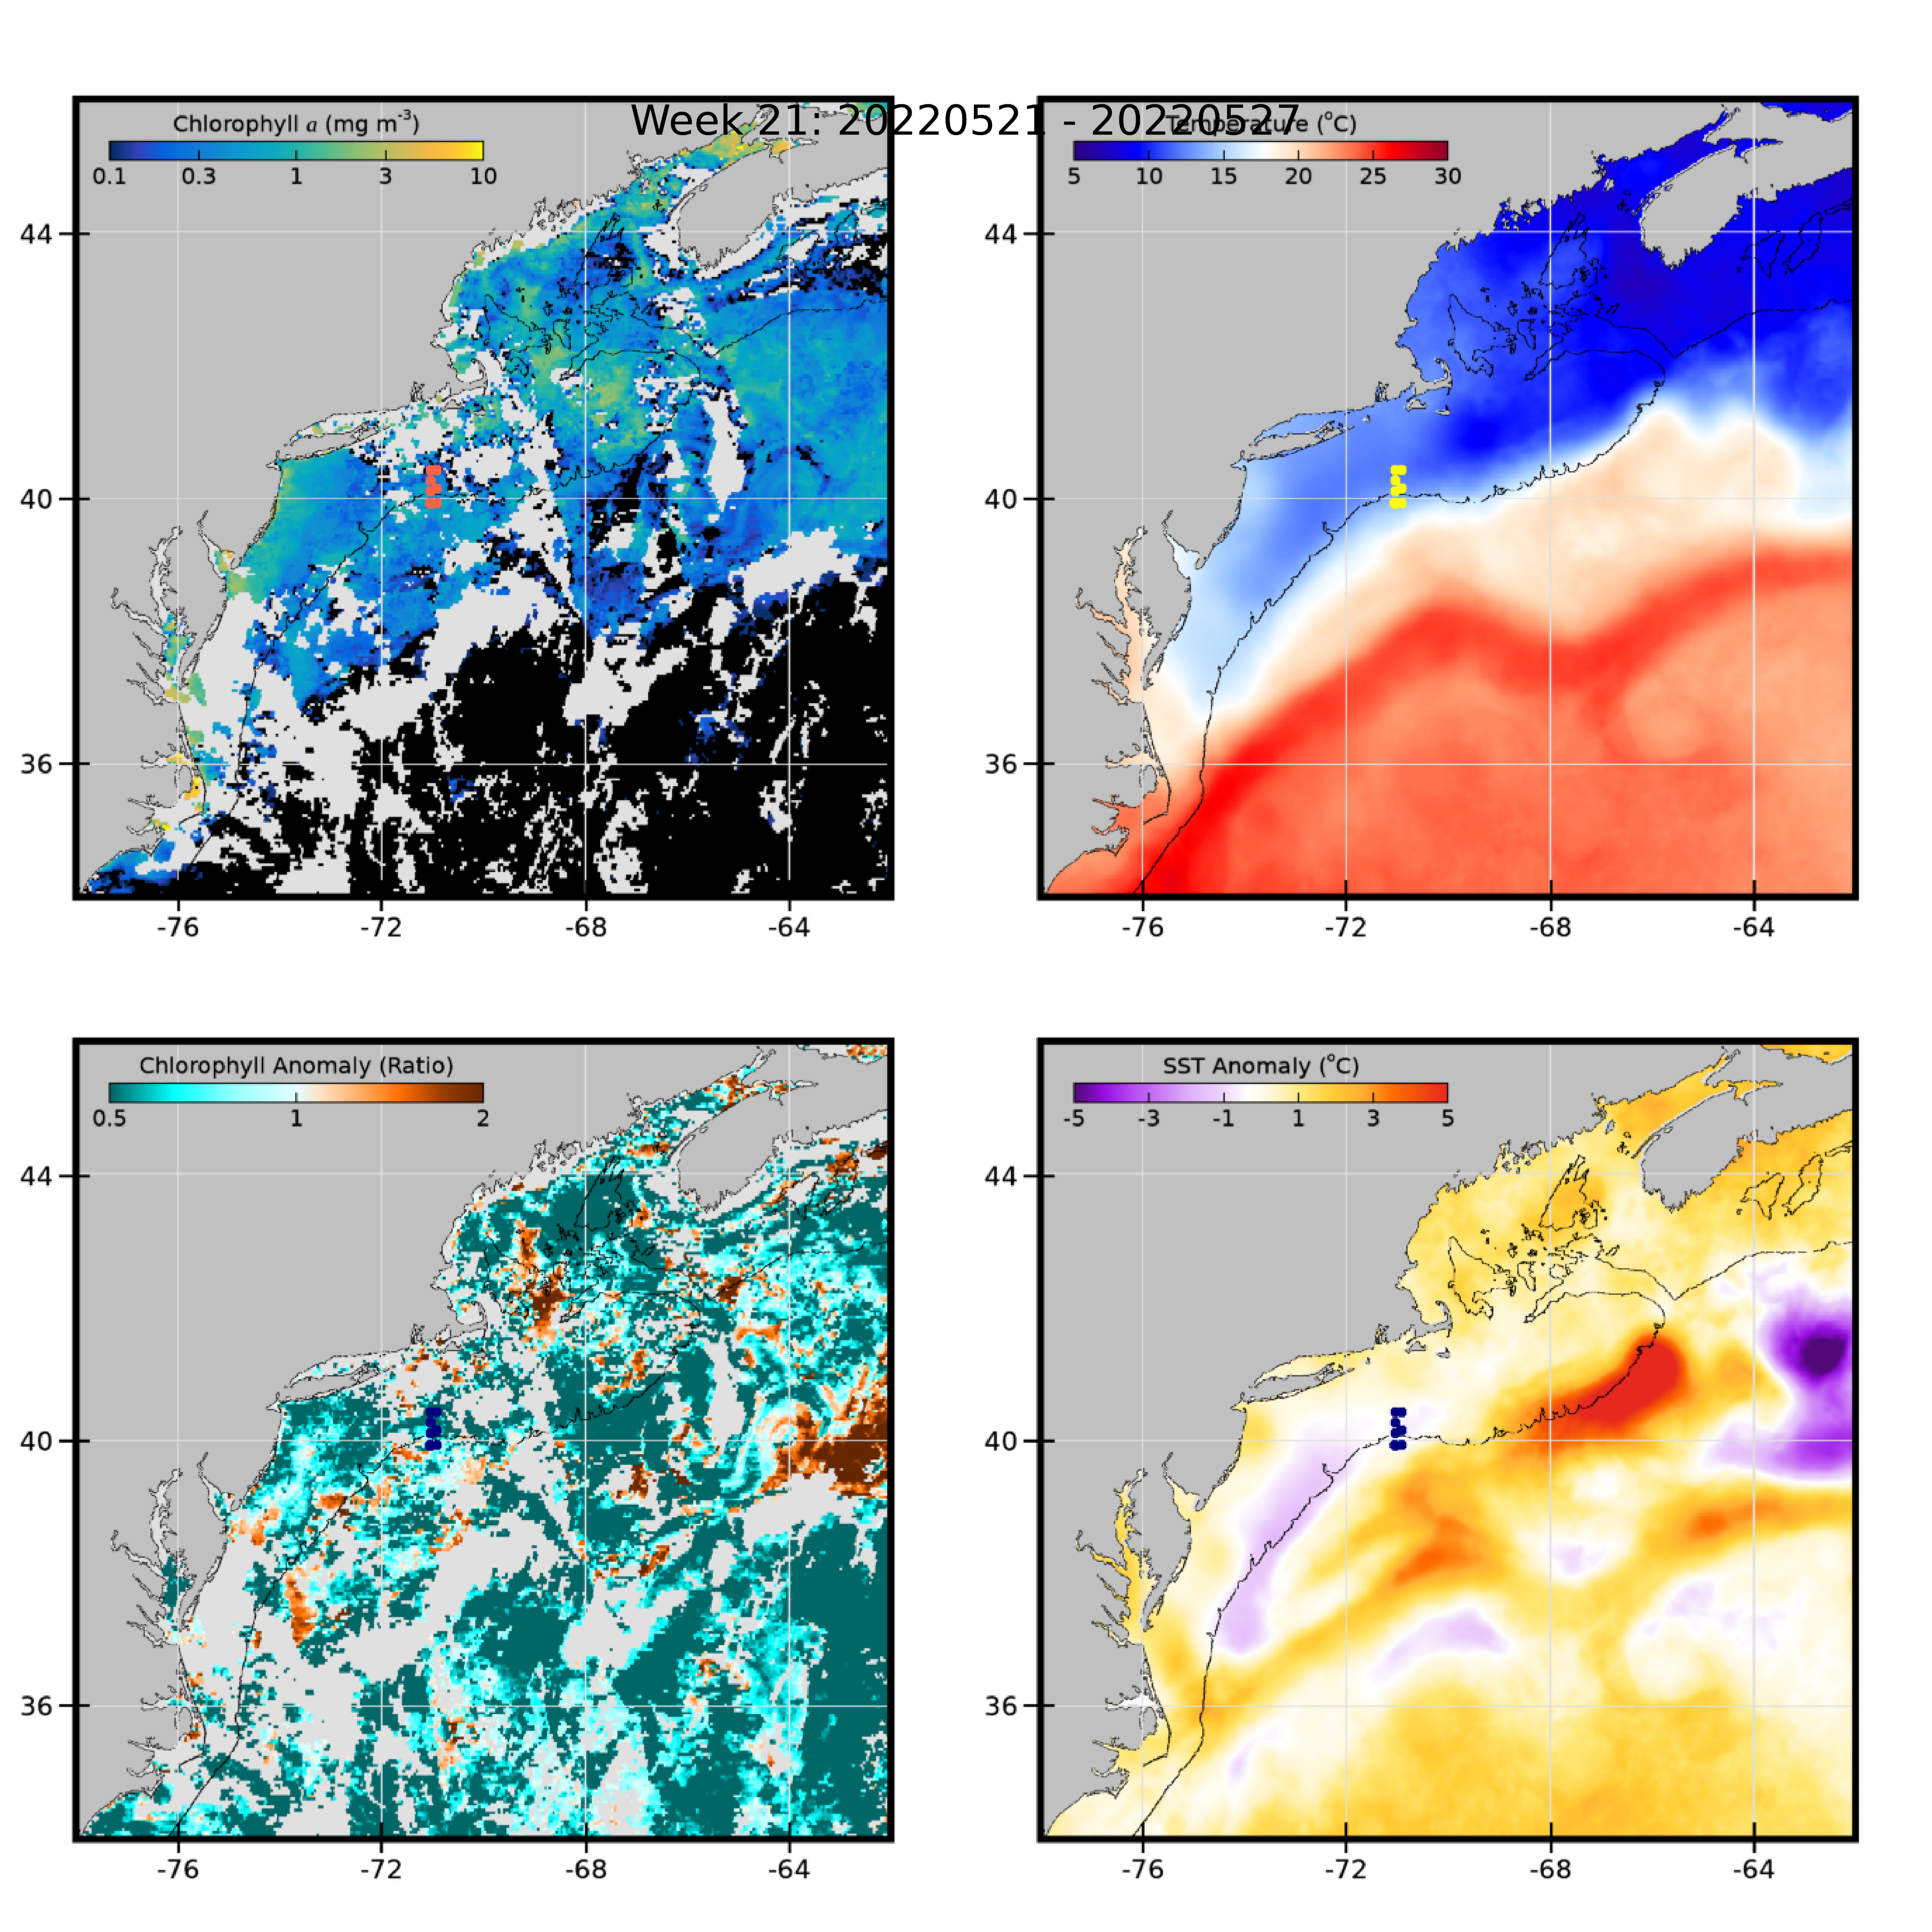 Week 21: 20220521 - 20220527
Chlorophyll a (mg m-3)
0.1 0.3 1 3 10
44
40
36
-76 -72 -68 -64
Temperature (°C)
5 10 15 20 25 30
44
40
36
-76 -72 -68 -64
Chlorophyll Anomaly (Ratio)
0.5 1 2
44
40
36
-76 -72 -68 -64
SST Anomaly (°C)
-5 -3 -1 1 3 5
44
40
36
-76 -72 -68 -64